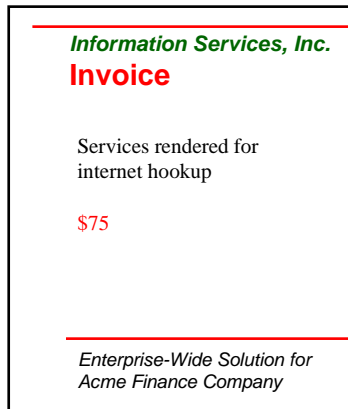 Information Services, Inc.
Invoice
Services rendered for
internet hookup
$75
Enterprise-Wide Solution for
Acme Finance Company